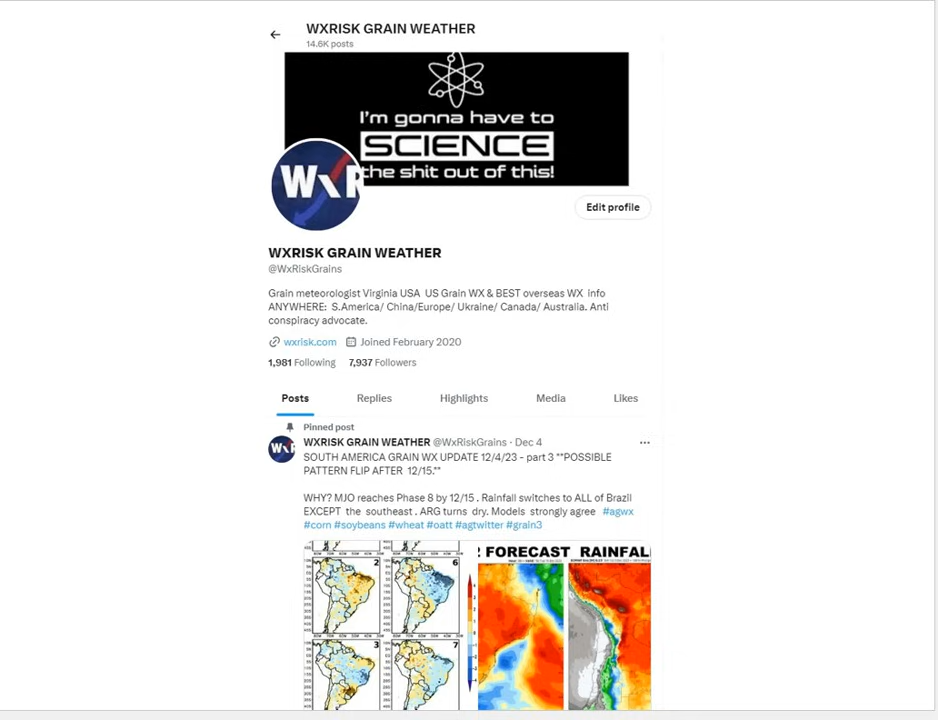 WXRISK GRAIN WEATHER
14.6K posts
I'm gonna have to
SCIENCE
the shit out of this!
WXR
Edit profile
WXRISK GRAIN WEATHER
@WxRiskGrains
Grain meteorologist Virginia USA US Grain WX & BEST overseas WX info
ANYWHERE: S.America/ China/Europe/ Ukraine/ Canada/ Australia. Anti
conspiracy advocate.
wxrisk.com Joined February 2020
1,981 Following 7,937 Followers
Posts Replies Highlights Media Likes
Pinned post
WXRISK GRAIN WEATHER @WxRiskGrains · Dec 4
SOUTH AMERICA GRAIN WX UPDATE 12/4/23 - part 3 **POSSIBLE
PATTERN FLIP AFTER 12/15.**
WHY? MJO reaches Phase 8 by 12/15 . Rainfall switches to ALL of Brazil
EXCEPT the southeast . ARG turns dry. Models strongly agree #agwx
#corn #soybeans #wheat #oatt #agtwitter #grain3
FORECAST RAINFAL
2 6
3 7